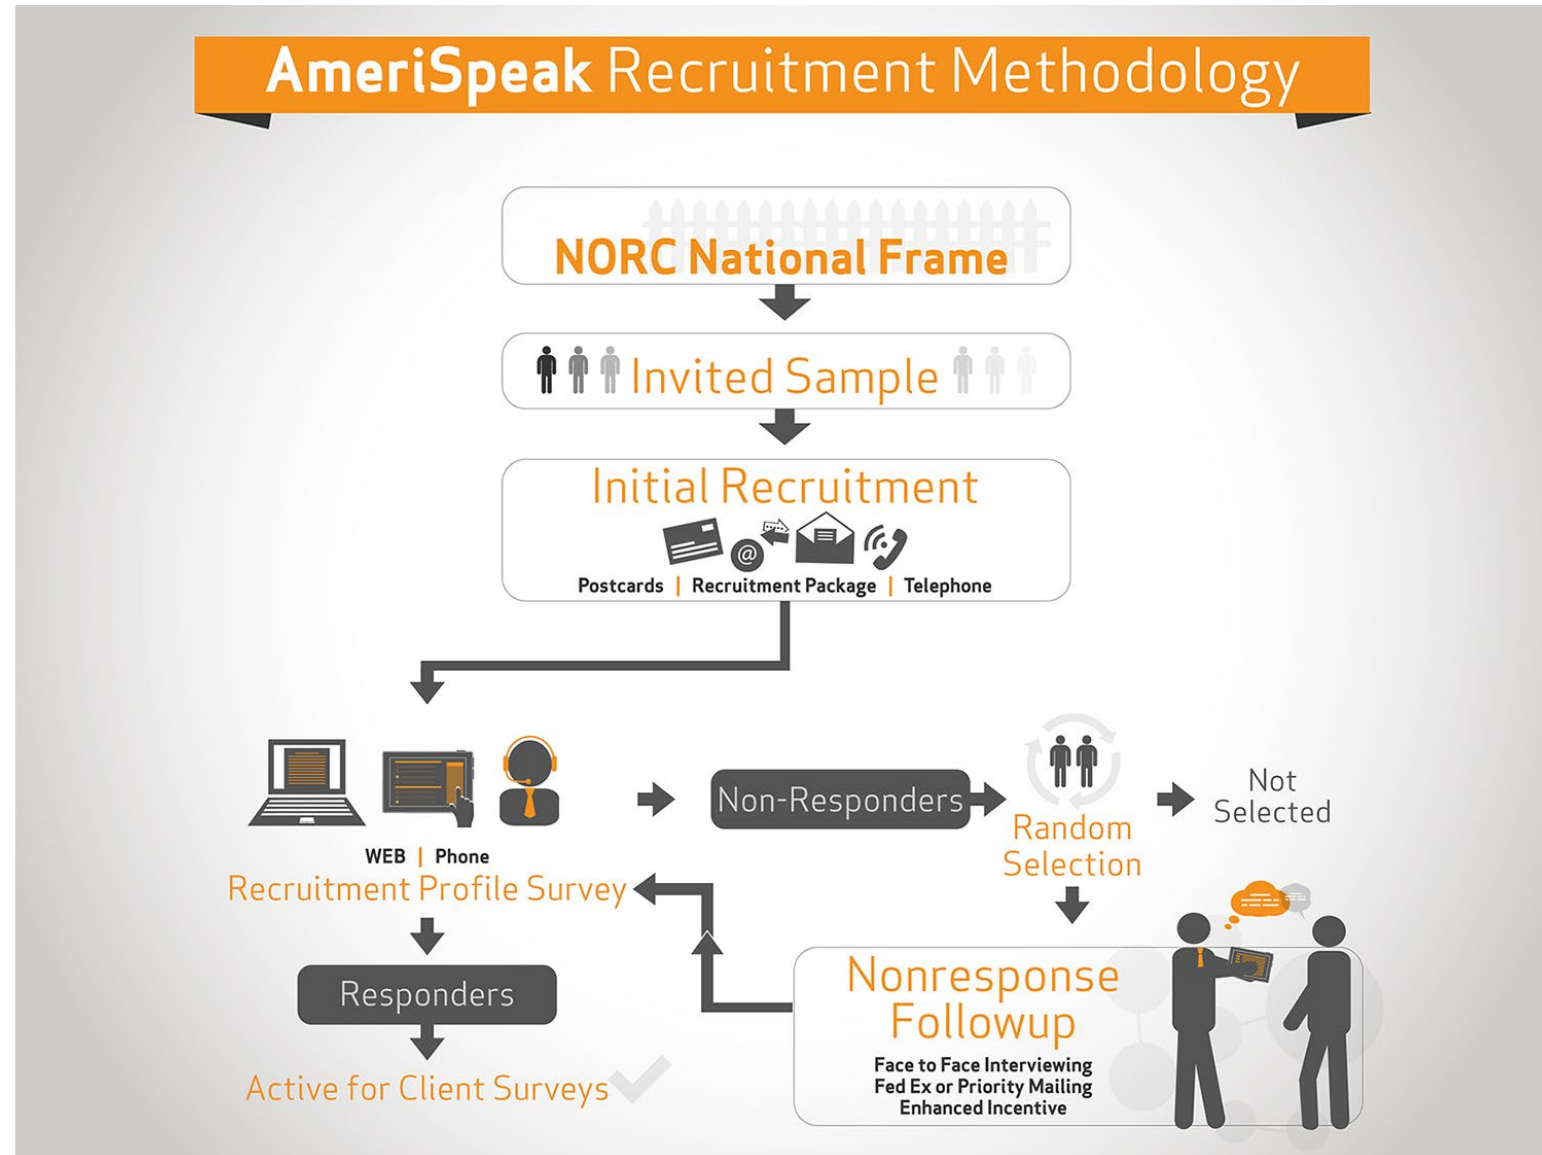 AmeriSpeak Recruitment Methodology
NORC National Frame
Invited Sample
Initial Recruitment
@
Postcards | Recruitment Package | Telephone
WEB | Phone
Recruitment Profile Survey
Non-Responders
Random
Selection
Not
Selected
Responders
Active for Client Surveys
Nonresponse
Followup
Face to Face Interviewing
Fed Ex or Priority Mailing
Enhanced Incentive